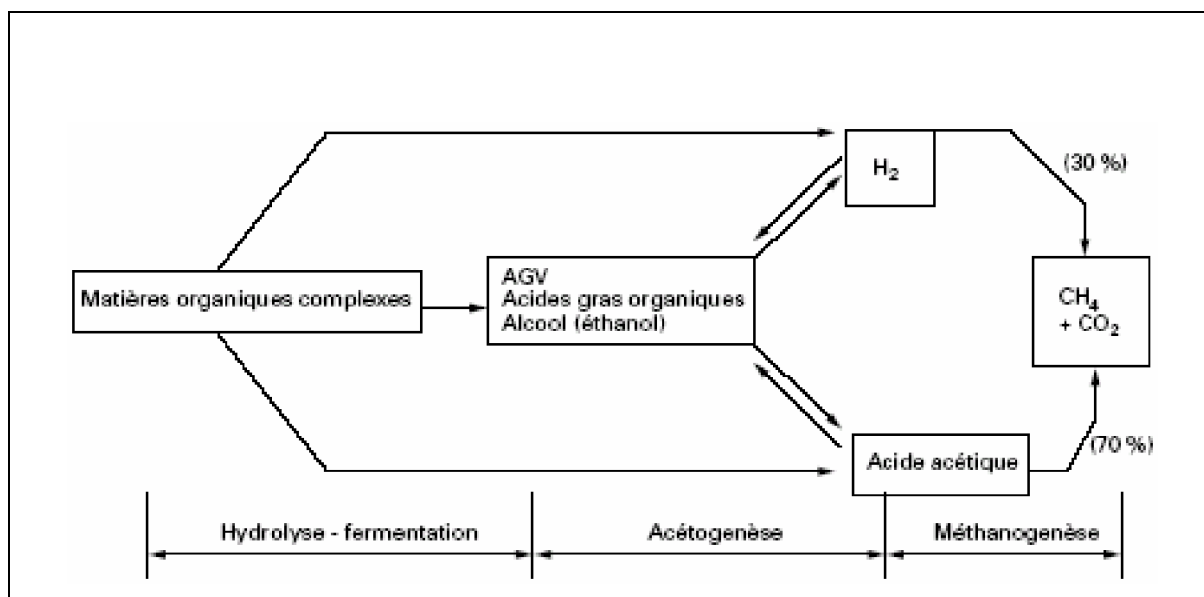 H₂
(30 %)
Matières organiques complexes
AGV
Acides gras organiques
Alcool (éthanol)
CH₄
+ CO₂
Acide acétique
(70 %)
Hydrolyse - fermentation
Acétogenèse
Méthanogenèse